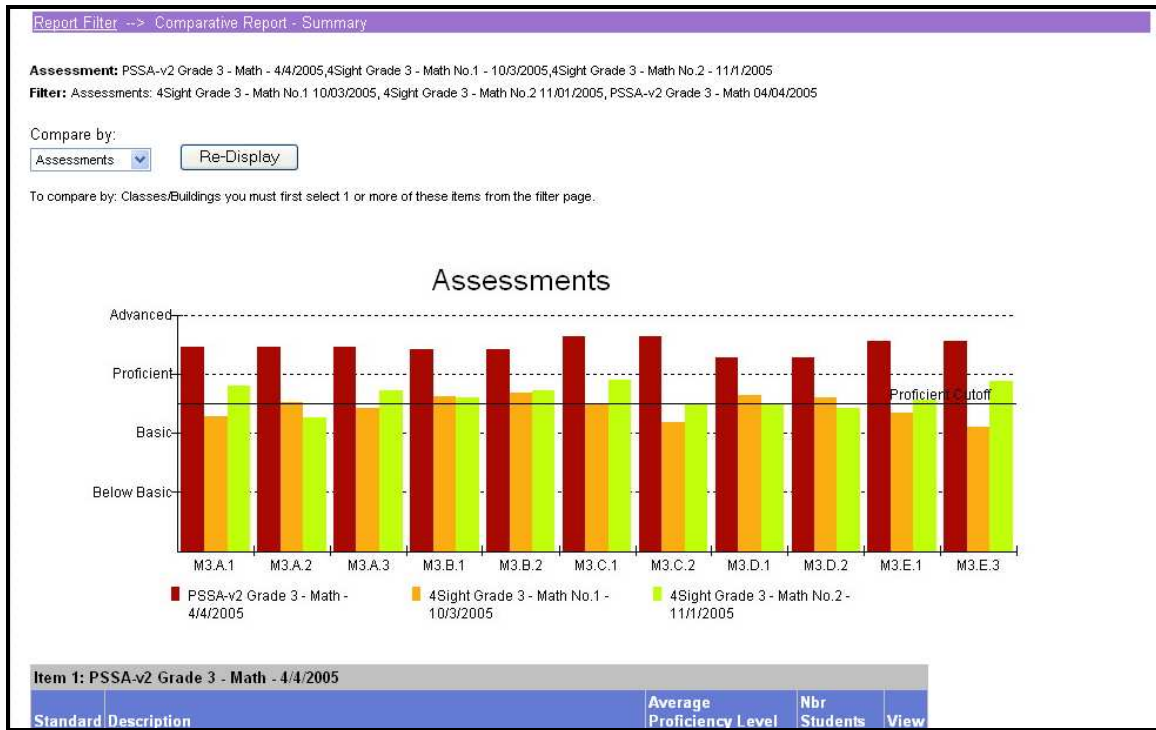 Report Filter --> Comparative Report - Summary
Assessment: PSSA-v2 Grade 3 - Math - 4/4/2005,4Sight Grade 3 - Math No.1 - 10/3/2005,4Sight Grade 3 - Math No.2 - 11/1/2005
Filter: Assessments: 4Sight Grade 3 - Math No.1 10/03/2005, 4Sight Grade 3 - Math No.2 11/01/2005, PSSA-v2 Grade 3 - Math 04/04/2005
Compare by:
Assessments Re-Display
To compare by: Classes/Buildings you must first select 1 or more of these items from the filter page.
Assessments
Advanced
Proficient
Proficient Cutoff
Basic
Below Basic
M3.A.1 M3.A.2 M3.A.3 M3.B.1 M3.B.2 M3.C.1 M3.C.2 M3.D.1 M3.D.2 M3.E.1 M3.E.3
PSSA-v2 Grade 3 - Math - 4Sight Grade 3 - Math No.1 - 4Sight Grade 3 - Math No.2 -
4/4/2005 10/3/2005 11/1/2005
Item 1: PSSA-v2 Grade 3 - Math - 4/4/2005
Average Nbr
Standard Description Proficiency Level Students View